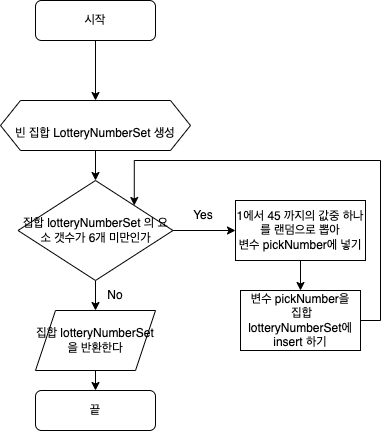 시작
빈 집합 LotteryNumberSet 생성
집합 lotteryNumberSet 의 요
소 갯수가 6개 미만인가
Yes
1에서 45 까지의 값중 하나
를 랜덤으로 뽑아
변수 pickNumber에 넣기
No
변수 pickNumber을
집합
lotteryNumberSet에
insert 하기
집합 lotteryNumberSet
을 반환한다
끝